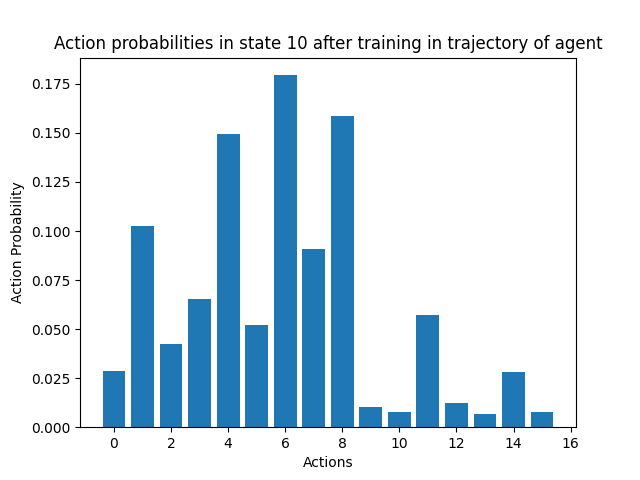 Action probabilities in state 10 after training in trajectory of agent
0.175
0.150
0.125
0.100
0.075
0.050
0.025
0.000
Action Probability
0 2 4 6 8 10 12 14 16
Actions